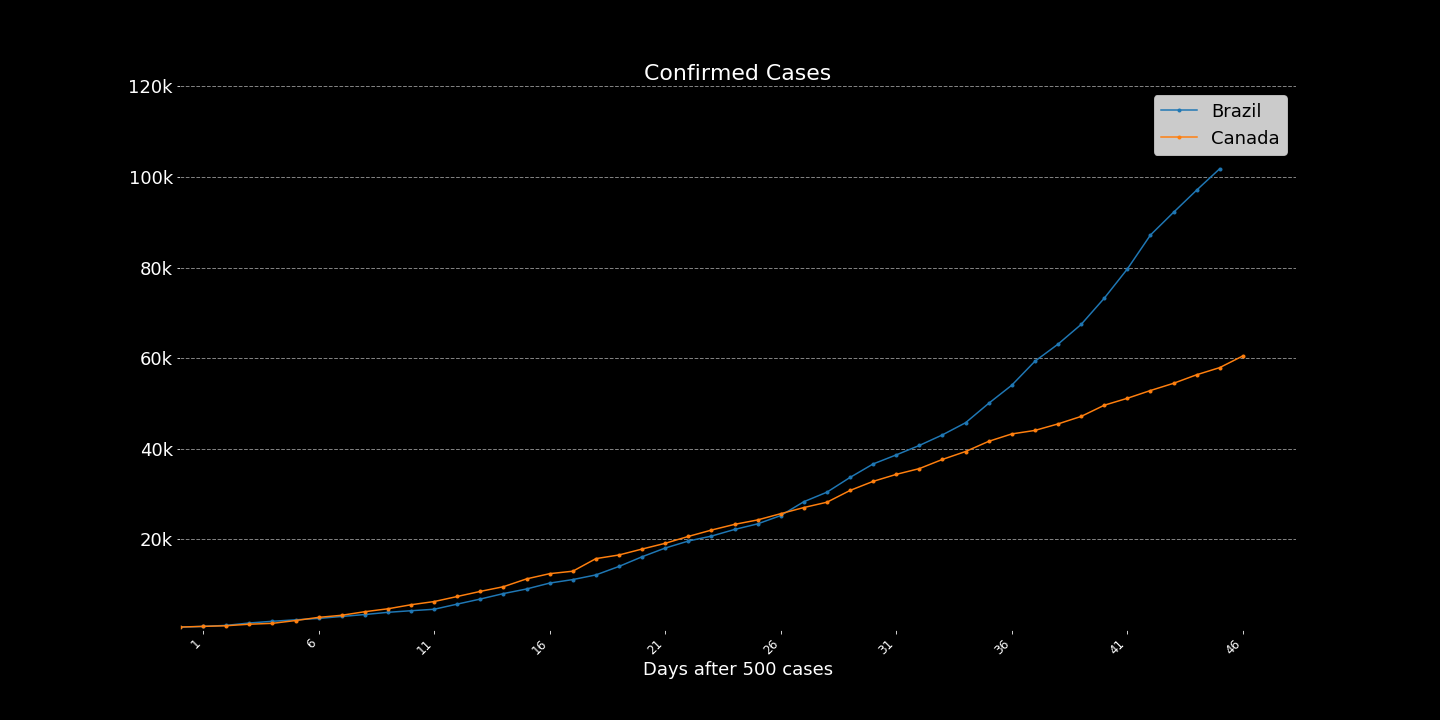 Confirmed Cases
120k
100k
80k
60k
40k
20k
Brazil
Canada
1 6 11 16 21 26 31 36 41 46
Days after 500 cases